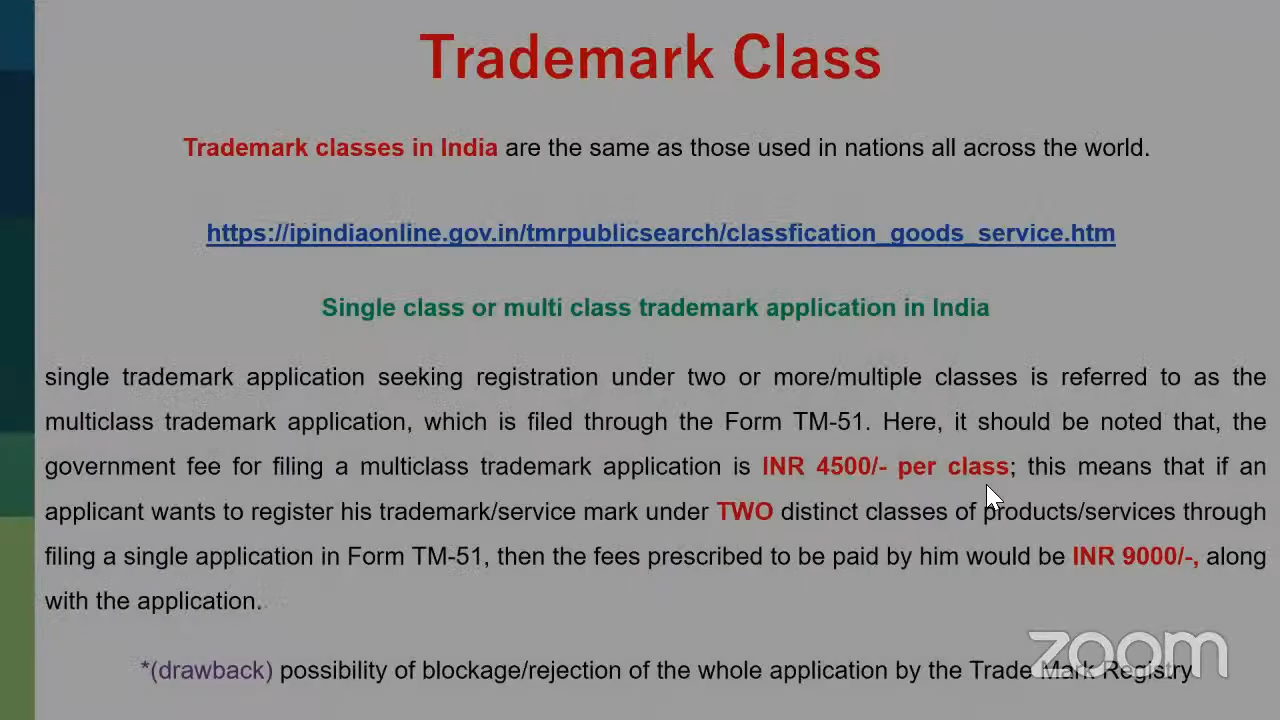 Trademark Class
Trademark classes in India are the same as those used in nations all across the world.
https://ipindiaonline.gov.in/tmrpublicsearch/classfication_goods_service.htm
Single class or multi class trademark application in India
single trademark application seeking registration under two or more/multiple classes is referred to as the
multiclass trademark application, which is filed through the Form TM-51. Here, it should be noted that, the
government fee for filing a multiclass trademark application is INR 4500/- per class; this means that if an
applicant wants to register his trademark/service mark under TWO distinct classes of products/services through
filing a single application in Form TM-51, then the fees prescribed to be paid by him would be INR 9000/-, along
with the application.
*(drawback) possibility of blockage/rejection of the whole application by the Trade Mark Registry
zoom